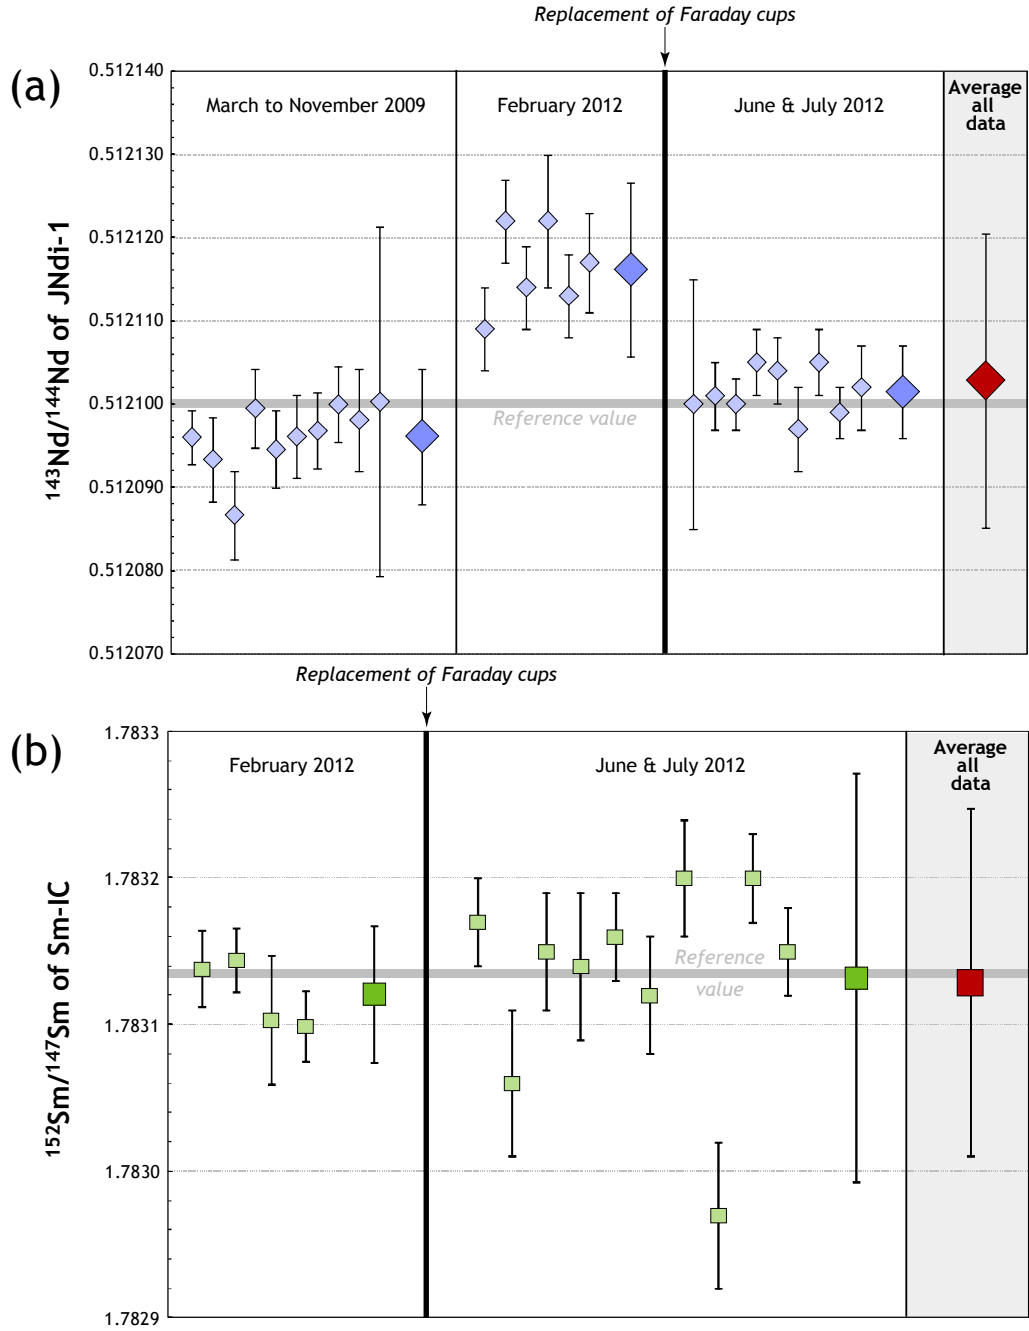 Replacement of Faraday cups
(a)
0.512140
March to November 2009
February 2012
June & July 2012
Average
all
data
0.512130
0.512120
0.512110
0.512100
0.512090
0.512080
0.512070
Reference value
¹⁴³Nd/¹⁴⁴Nd of JNdi-1
Replacement of Faraday cups
(b)
1.7833
February 2012
June & July 2012
Average
all
data
1.7832
1.7831
1.7830
1.7829
Reference
value
¹⁵²Sm/¹⁴⁷Sm of Sm-IC